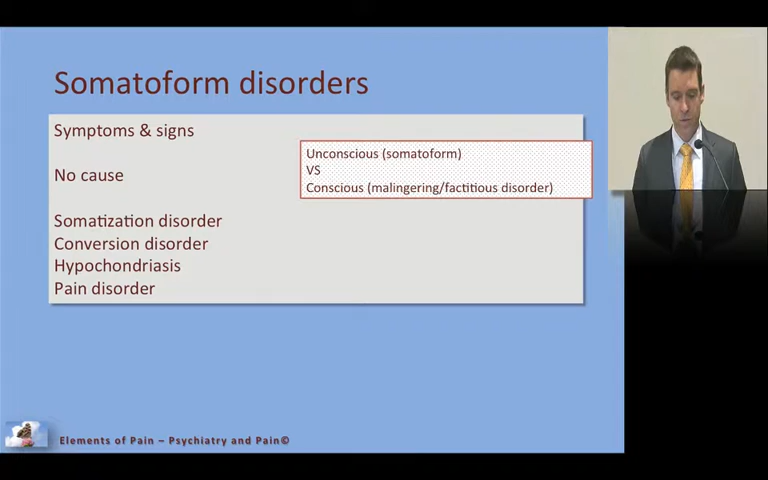 Somatoform disorders
Symptoms & signs
No cause
Unconscious (somatoform)
VS
Conscious (malingering/factitious disorder)
Somatization disorder
Conversion disorder
Hypochondriasis
Pain disorder
Elements of Pain – Psychiatry and Pain©